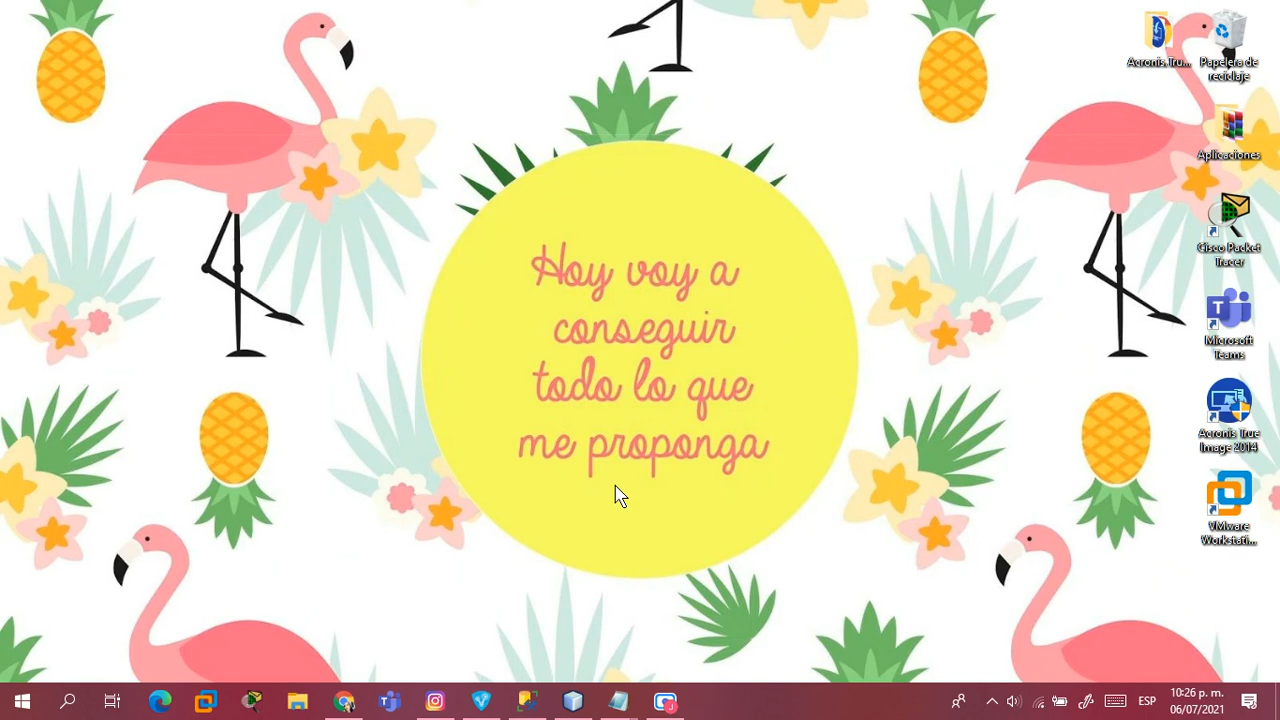 Hoy voy a
conseguir
todo lo que
me proponga
Acronis Tru...
Papelera de
reciclaje
Aplicaciones
Cisco Packet
Tracer
Microsoft
Teams
Acronis True
Image 2014
VMware
Workstati...
ESP
10:26 p. m.
06/07/2021